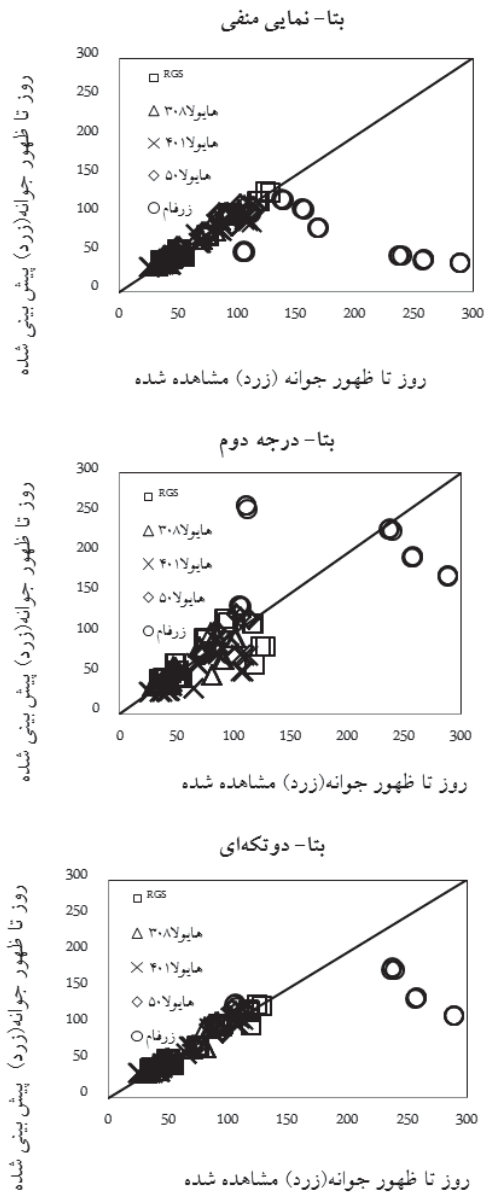 بتا- نمایی منفی
روز تا ظهور جوانه(زرد) پیش بینی شده
300
250
200
150
100
50
0
RGS
هایولا۳۰۸
هایولا۴۰۱
هایولا۵۰
زرفام
0 50 100 150 200 250 300
روز تا ظهور جوانه (زرد) مشاهده شده
بتا- درجه دوم
روز تا ظهور جوانه(زرد) پیش بینی شده
300
250
200
150
100
50
0
RGS
هایولا۳۰۸
هایولا۴۰۱
هایولا۵۰
زرفام
0 50 100 150 200 250 300
روز تا ظهور جوانه(زرد) مشاهده شده
بتا- دوتکه‌ای
روز تا ظهور جوانه(زرد) پیش بینی شده
300
250
200
150
100
50
0
RGS
هایولا۳۰۸
هایولا۴۰۱
هایولا۵۰
زرفام
0 50 100 150 200 250 300
روز تا ظهور جوانه(زرد) مشاهده شده